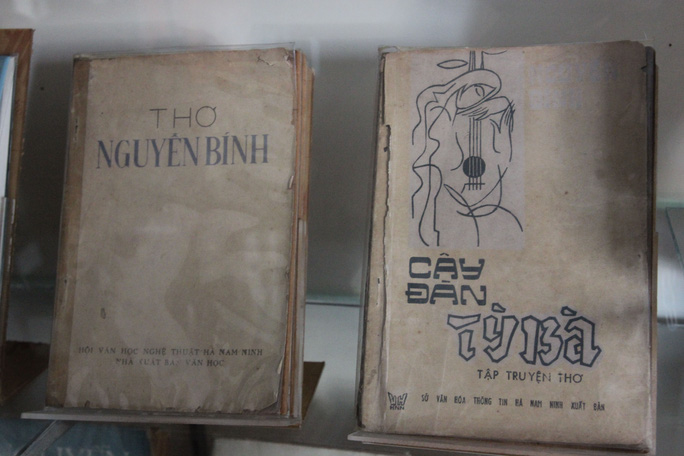 THƠ
NGUYỄN BÍNH
HỘI VĂN HỌC NGHỆ THUẬT HÀ NAM NINH
NHÀ XUẤT BẢN VĂN HỌC
CÂY
ĐÀN
TỲ BÀ
TẬP TRUYỆN THƠ
SỞ VĂN HÓA THÔNG TIN HÀ NAM NINH XUẤT BẢN